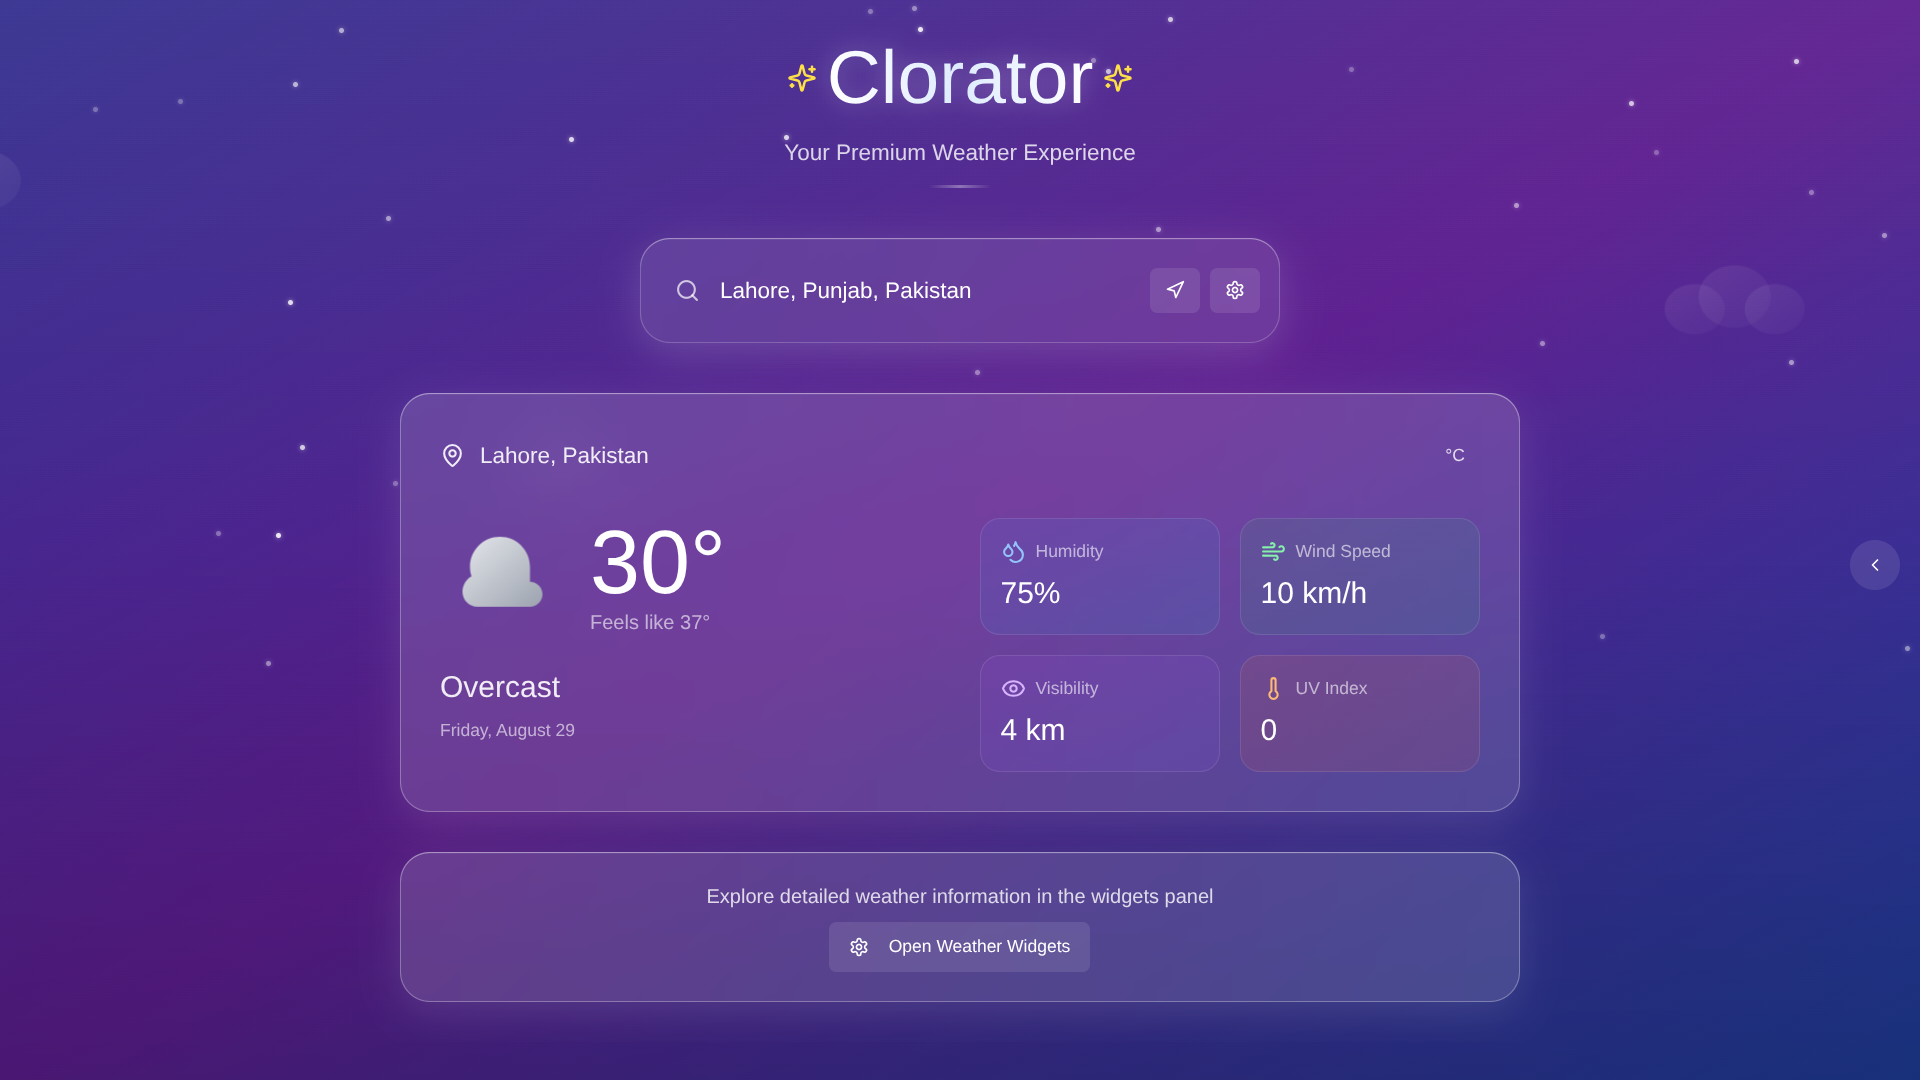 Clorator
Your Premium Weather Experience
Lahore, Punjab, Pakistan
Lahore, Pakistan
°C
30°
Feels like 37°
Overcast
Friday, August 29
Humidity
75%
Wind Speed
10 km/h
Visibility
4 km
UV Index
0
Explore detailed weather information in the widgets panel
Open Weather Widgets